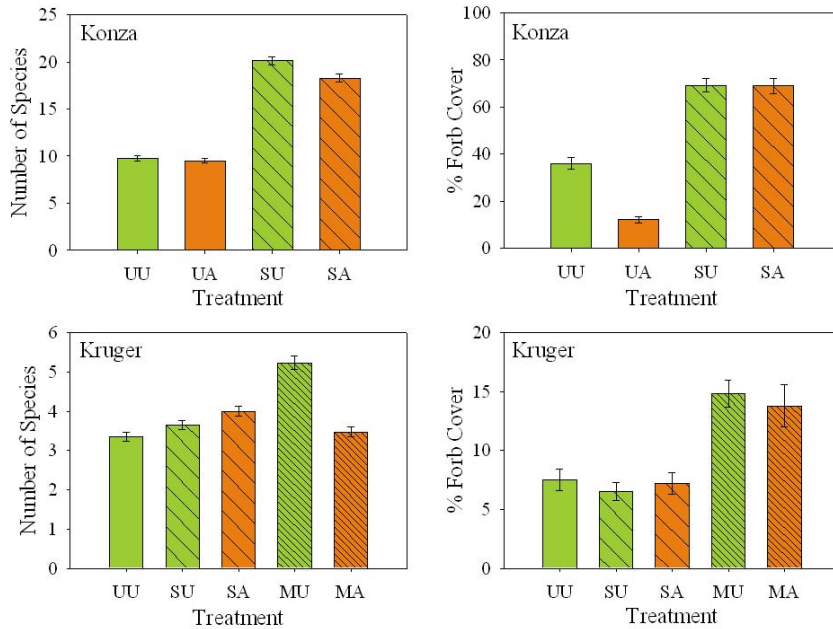 Konza
Number of Species
25
20
15
10
5
0
UU UA SU SA
Treatment
Konza
% Forb Cover
100
80
60
40
20
0
UU UA SU SA
Treatment
Kruger
Number of Species
6
5
4
3
2
1
0
UU SU SA MU MA
Treatment
Kruger
% Forb Cover
20
15
10
5
0
UU SU SA MU MA
Treatment